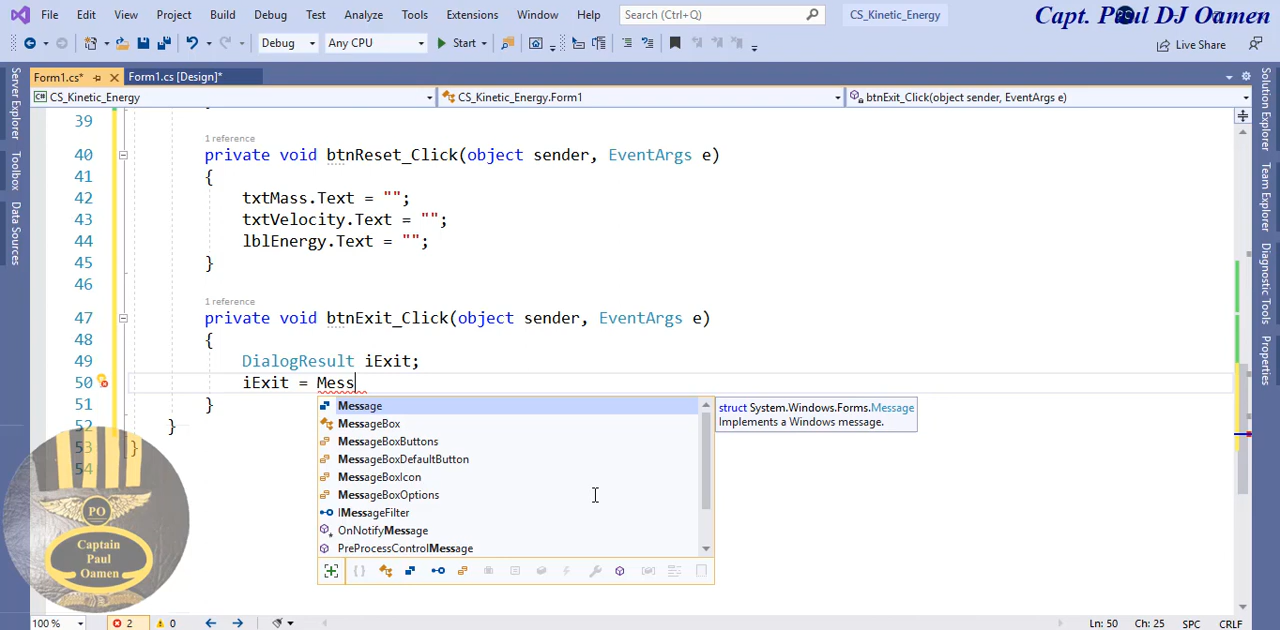 File Edit View Project Build Debug Test Analyze Tools Extensions Window Help Search (Ctrl+Q) CS_Kinetic_Energy Capt. Paul DJ Oamen
Debug Any CPU Start Live Share
Form1.cs* Form1.cs [Design]*
CS_Kinetic_Energy CS_Kinetic_Energy.Form1 btnExit_Click(object sender, EventArgs e)
Server Explorer
Toolbox
Data Sources
39
1 reference
40 private void btnReset_Click(object sender, EventArgs e)
41 {
42 txtMass.Text = "";
43 txtVelocity.Text = "";
44 lblEnergy.Text = "";
45 }
46
1 reference
47 private void btnExit_Click(object sender, EventArgs e)
48 {
49 DialogResult iExit;
50 iExit = Mess
51 }
52 }
53 }
54
Message
MessageBox
MessageBoxButtons
MessageBoxDefaultButton
MessageBoxIcon
MessageBoxOptions
IMessageFilter
OnNotifyMessage
PreProcessControlMessage
struct System.Windows.Forms.Message
Implements a Windows message.
PO
Captain
Paul
Oamen
Solution Explorer
Team Explorer
Diagnostic Tools
Properties
100 % 2 0 Ln: 50 Ch: 25 SPC CRLF